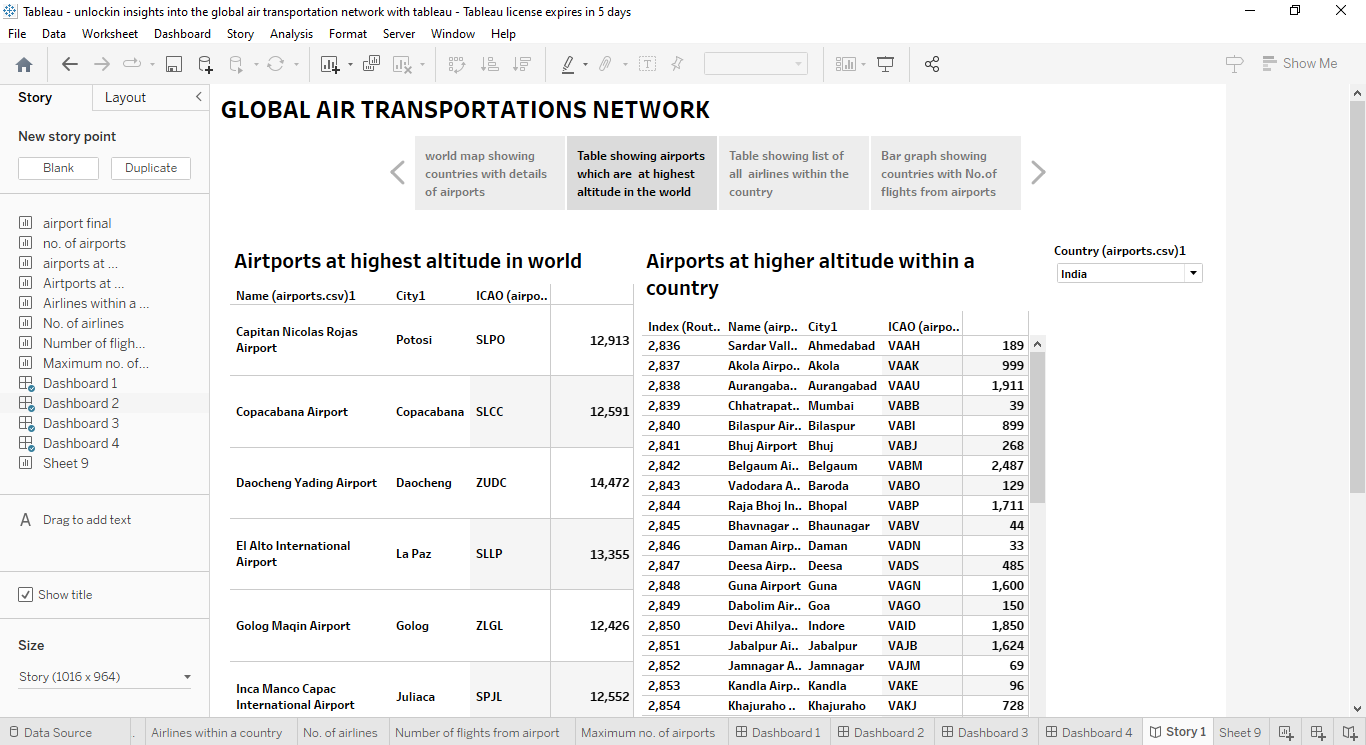 Tableau - unlockin insights into the global air transportation network with tableau - Tableau license expires in 5 days
File Data Worksheet Dashboard Story Analysis Format Server Window Help
Show Me
Story Layout
New story point
Blank Duplicate
airport final
no. of airports
airports at ...
Airtports at ...
Airlines within a ...
No. of airlines
Number of fligh...
Maximum no. of...
Dashboard 1
Dashboard 2
Dashboard 3
Dashboard 4
Sheet 9
A Drag to add text
Show title
Size
Story (1016 x 964)
GLOBAL AIR TRANSPORTATIONS NETWORK
world map showing
countries with details
of airports
Table showing airports
which are at highest
altitude in the world
Table showing list of
all airlines within the
country
Bar graph showing
countries with No.of
flights from airports
Airtports at highest altitude in world
Name (airports.csv)1 City1 ICAO (airpo..
Capitan Nicolas Rojas
Airport Potosi SLPO 12,913
Copacabana Airport Copacabana SLCC 12,591
Daocheng Yading Airport Daocheng ZUDC 14,472
El Alto International
Airport La Paz SLLP 13,355
Golog Maqin Airport Golog ZLGL 12,426
Inca Manco Capac
International Airport Juliaca SPJL 12,552
Airports at higher altitude within a
country
Index (Rout.. Name (airp.. City1 ICAO (airpo..
2,836 Sardar Vall.. Ahmedabad VAAH 189
2,837 Akola Airpo.. Akola VAAK 999
2,838 Aurangaba.. Aurangabad VAAU 1,911
2,839 Chhatrapat.. Mumbai VABB 39
2,840 Bilaspur Air.. Bilaspur VABI 899
2,841 Bhuj Airport Bhuj VABJ 268
2,842 Belgaum Ai.. Belgaum VABM 2,487
2,843 Vadodara A.. Baroda VABO 129
2,844 Raja Bhoj In.. Bhopal VABP 1,711
2,845 Bhavnagar .. Bhaunagar VABV 44
2,846 Daman Airp.. Daman VADN 33
2,847 Deesa Airp.. Deesa VADS 485
2,848 Guna Airport Guna VAGN 1,600
2,849 Dabolim Air.. Goa VAGO 150
2,850 Devi Ahilya.. Indore VAID 1,850
2,851 Jabalpur Ai.. Jabalpur VAJB 1,624
2,852 Jamnagar A.. Jamnagar VAJM 69
2,853 Kandla Airp.. Kandla VAKE 96
2,854 Khajuraho .. Khajuraho VAKJ 728
Country (airports.csv)1
India
Data Source . Airlines within a country No. of airlines Number of flights from airport Maximum no. of airports Dashboard 1 Dashboard 2 Dashboard 3 Dashboard 4 Story 1 Sheet 9